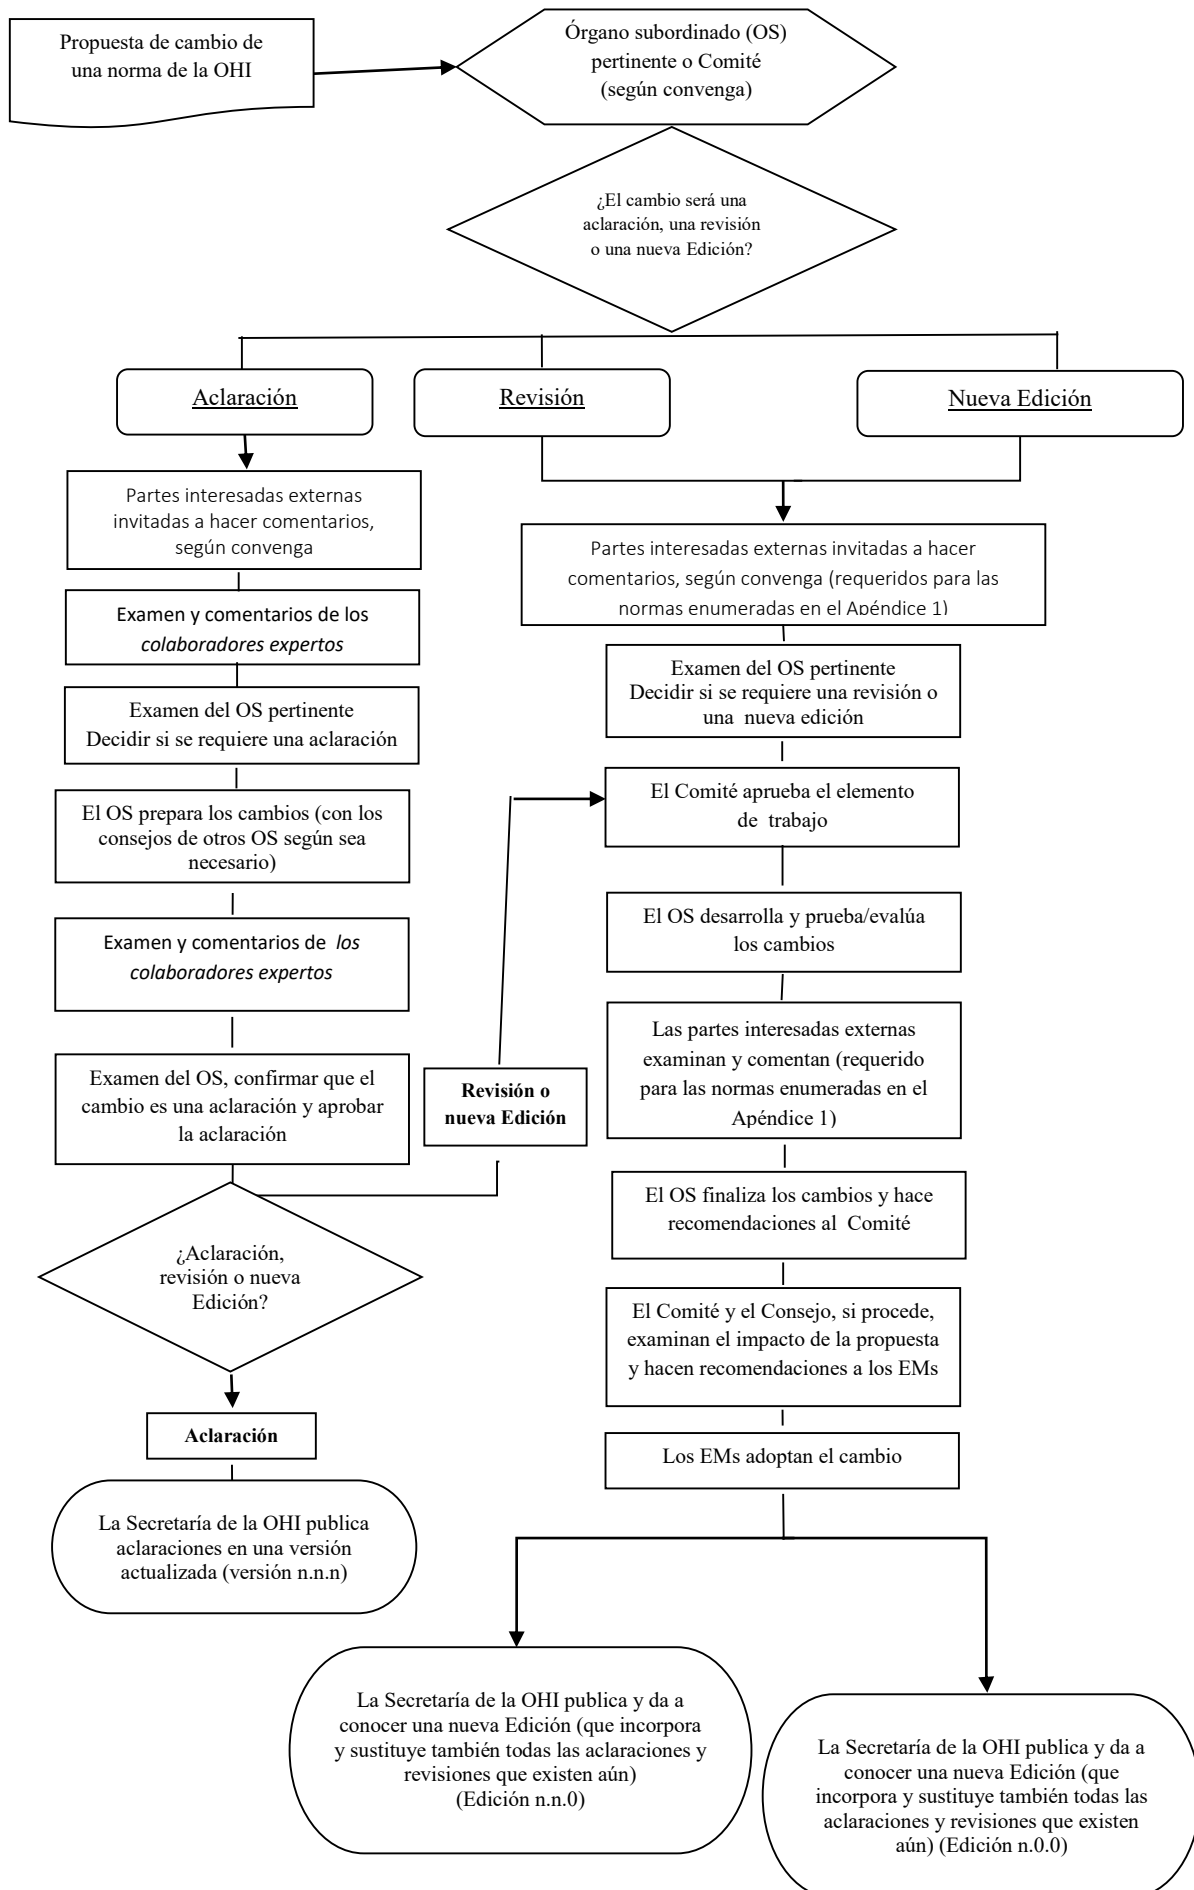 Propuesta de cambio de
una norma de la OHI
Órgano subordinado (OS)
pertinente o Comité
(según convenga)
¿El cambio será una
aclaración, una revisión
o una nueva Edición?
Aclaración
Revisión
Nueva Edición
Partes interesadas externas
invitadas a hacer comentarios,
según convenga
Examen y comentarios de los
colaboradores expertos
Examen del OS pertinente
Decidir si se requiere una aclaración
El OS prepara los cambios (con los
consejos de otros OS según sea
necesario)
Examen y comentarios de los
colaboradores expertos
Examen del OS, confirmar que el
cambio es una aclaración y aprobar
la aclaración
¿Aclaración,
revisión o nueva
Edición?
Aclaración
La Secretaría de la OHI publica
aclaraciones en una versión
actualizada (versión n.n.n)
Revisión o
nueva Edición
Partes interesadas externas invitadas a hacer
comentarios, según convenga (requeridos para las
normas enumeradas en el Apéndice 1)
Examen del OS pertinente
Decidir si se requiere una revisión o
una nueva edición
El Comité aprueba el elemento
de trabajo
El OS desarrolla y prueba/evalúa
los cambios
Las partes interesadas externas
examinan y comentan (requerido
para las normas enumeradas en el
Apéndice 1)
El OS finaliza los cambios y hace
recomendaciones al Comité
El Comité y el Consejo, si procede,
examinan el impacto de la propuesta
y hacen recomendaciones a los EMs
Los EMs adoptan el cambio
La Secretaría de la OHI publica y da a
conocer una nueva Edición (que incorpora
y sustituye también todas las aclaraciones y
revisiones que existen aún)
(Edición n.n.0)
La Secretaría de la OHI publica y da a
conocer una nueva Edición (que
incorpora y sustituye también todas las
aclaraciones y revisiones que existen
aún) (Edición n.0.0)